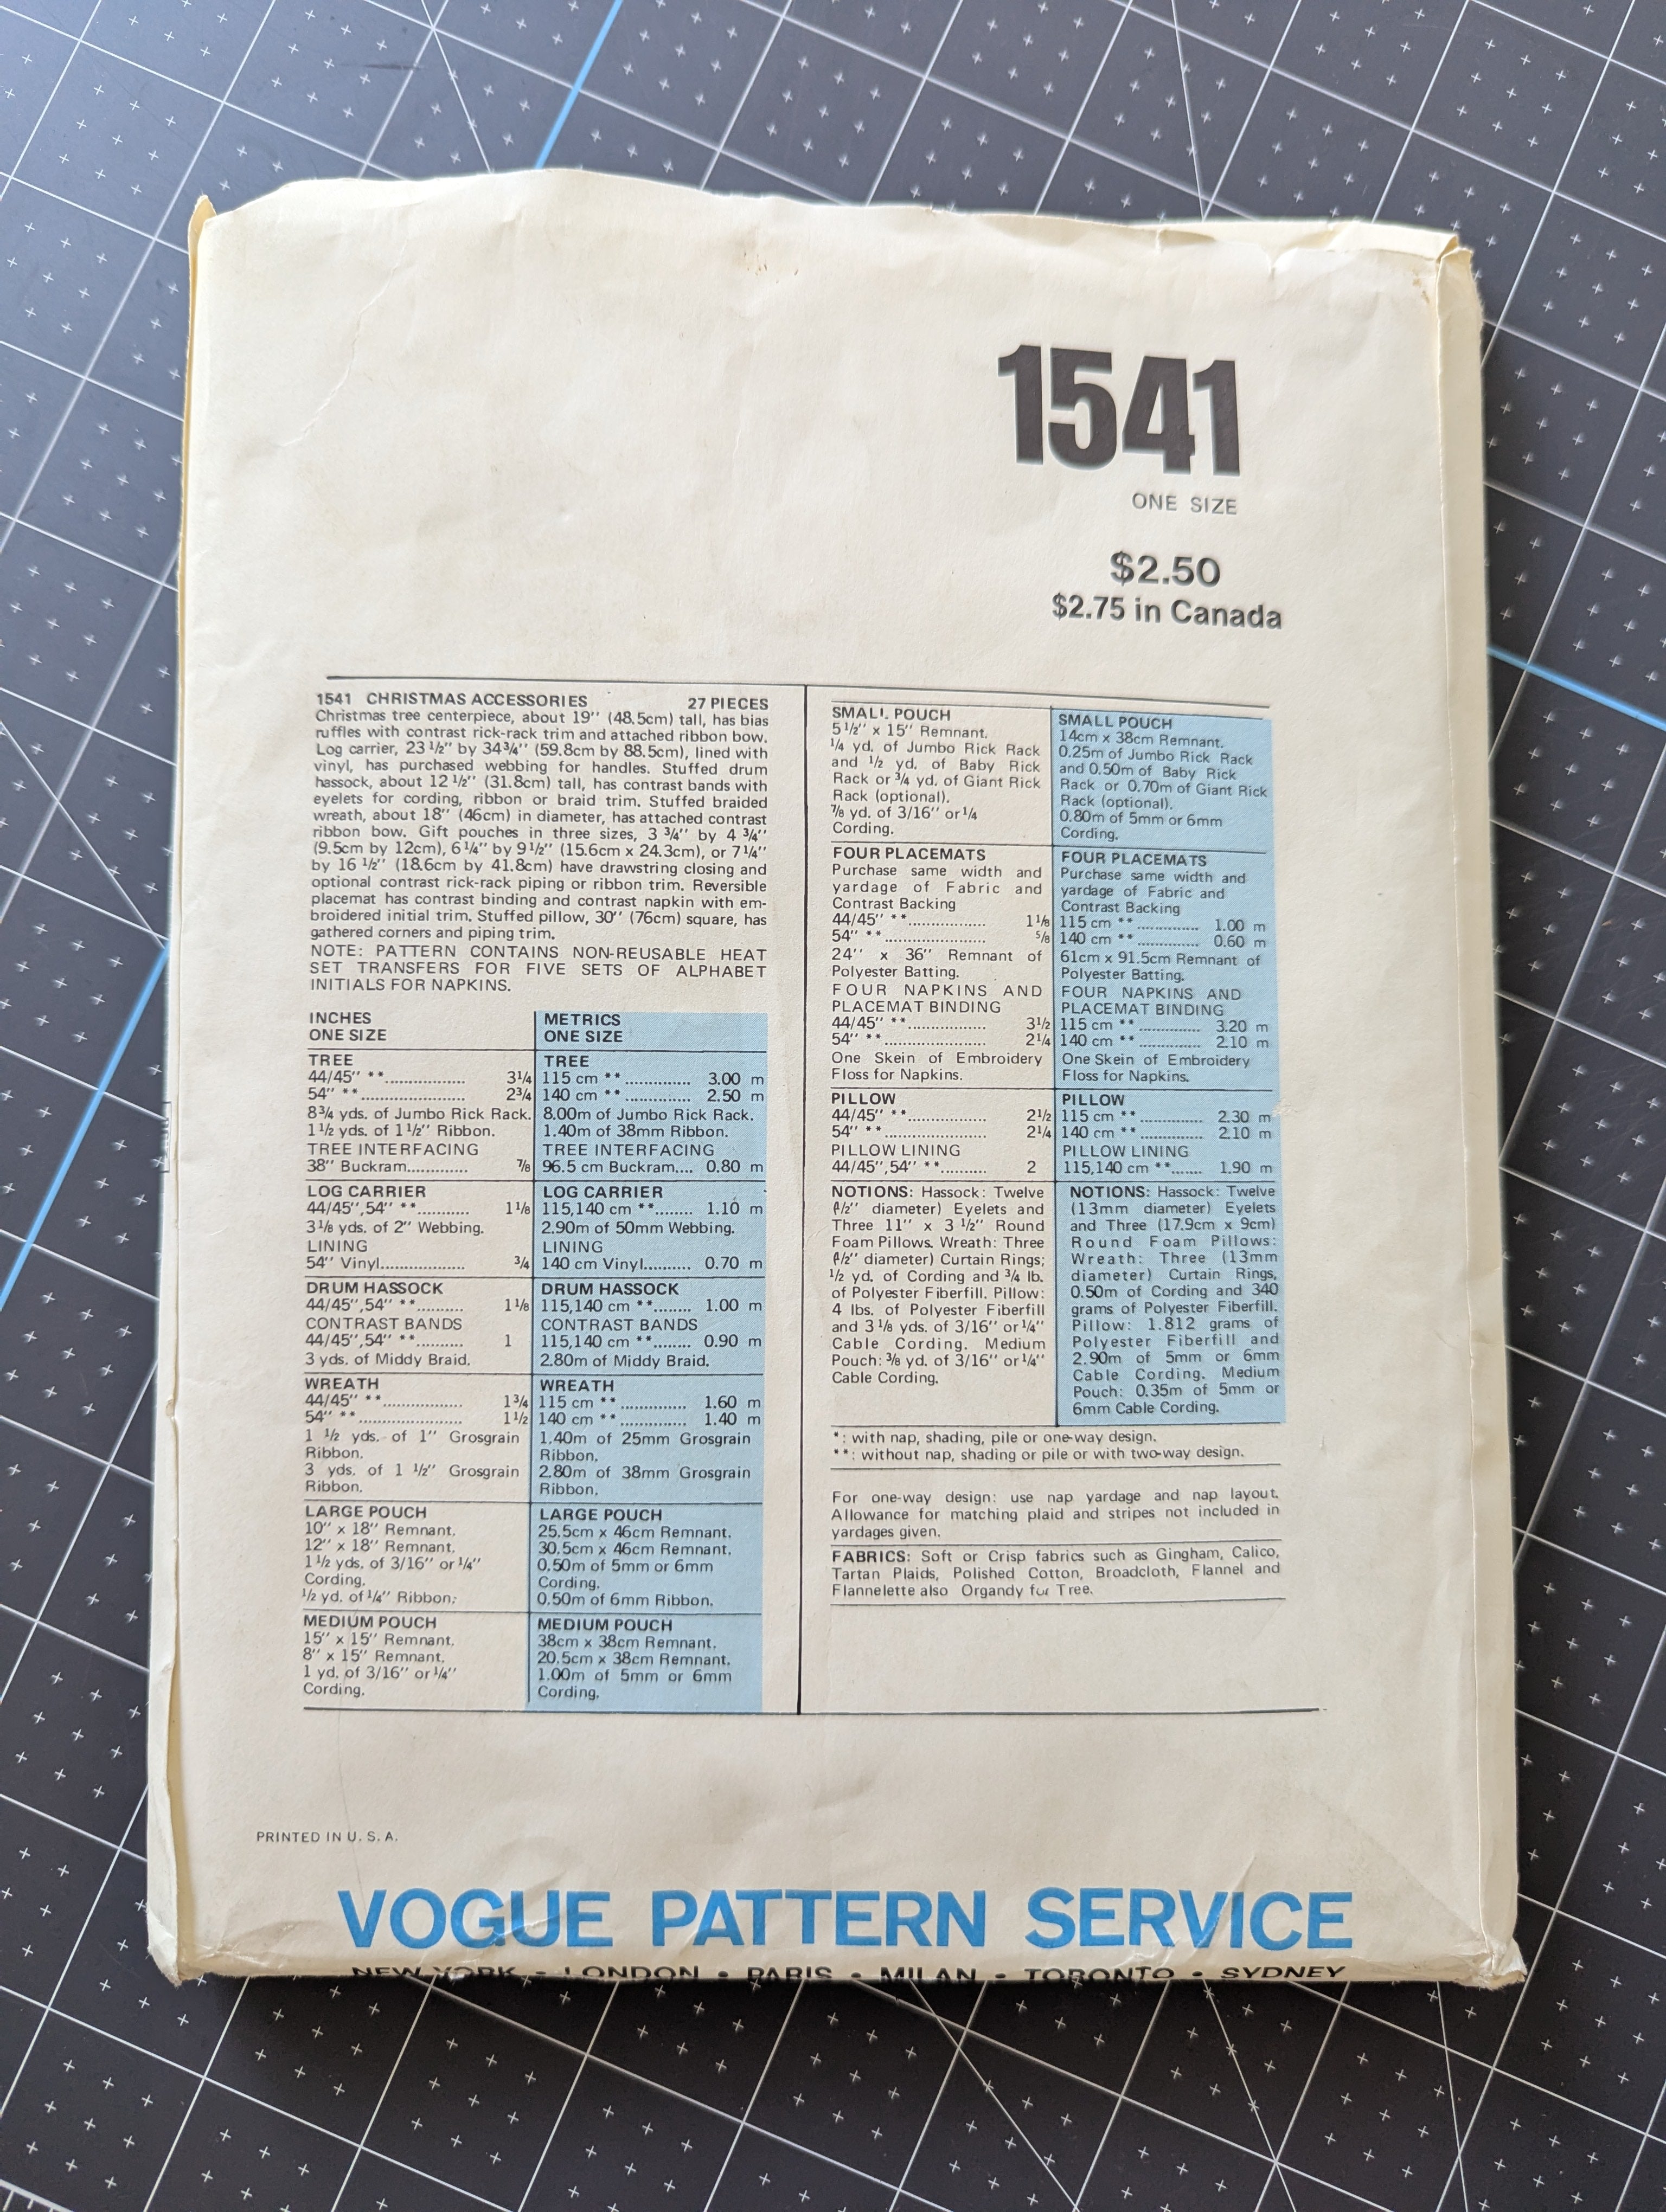 1541
ONE SIZE
$2.50
$2.75 in Canada
1541 CHRISTMAS ACCESSORIES 27 PIECES
Christmas tree centerpiece, about 19" (48.5cm) tall, has bias
ruffles with contrast rick-rack trim and attached ribbon bow.
Log carrier, 23 1/2" by 34 3/4" (59.8cm by 88.5cm), lined with
vinyl, has purchased webbing for handles. Stuffed drum
hassock, about 12 1/2" (31.8cm) tall, has contrast bands with
eyelets for cording, ribbon or braid trim. Stuffed braided
wreath, about 18" (46cm) in diameter, has attached contrast
ribbon bow. Gift pouches in three sizes, 3 3/4" by 4 3/4"
(9.5cm by 12cm), 6 1/4" by 9 1/2" (15.6cm x 24.3cm), or 7 1/4"
by 16 1/2" (18.6cm by 41.8cm) have drawstring closing and
optional contrast rick-rack piping or ribbon trim. Reversible
placemat has contrast binding and contrast napkin with em-
broidered initial trim. Stuffed pillow, 30" (76cm) square, has
gathered corners and piping trim.
NOTE: PATTERN CONTAINS NON-REUSABLE HEAT
SET TRANSFERS FOR FIVE SETS OF ALPHABET
INITIALS FOR NAPKINS.
INCHES
ONE SIZE
TREE
44/45" **.................. 3 1/4
54" **....................... 2 3/4
8 3/4 yds. of Jumbo Rick Rack.
1 1/2 yds. of 1 1/2" Ribbon.
TREE INTERFACING
38" Buckram............. 7/8
LOG CARRIER
44/45",54" **........... 1 1/8
3 1/8 yds. of 2" Webbing.
LINING
54" Vinyl................... 3/4
DRUM HASSOCK
44/45",54" **.......... 1 1/8
CONTRAST BANDS
44/45",54" **.......... 1
3 yds. of Middy Braid.
WREATH
44/45" **.................. 1 3/4
54" **....................... 1 1/2
1 1/2 yds. of 1" Grosgrain
Ribbon.
3 yds. of 1 1/2" Grosgrain
Ribbon.
LARGE POUCH
10" x 18" Remnant.
12" x 18" Remnant.
1 1/2 yds. of 3/16" or 1/4"
Cording.
1/2 yd. of 1/4" Ribbon.
MEDIUM POUCH
15" x 15" Remnant.
8" x 15" Remnant.
1 yd. of 3/16" or 1/4"
Cording.
METRICS
ONE SIZE
TREE
115 cm **.............. 3.00 m
140 cm **.............. 2.50 m
8.00m of Jumbo Rick Rack.
1.40m of 38mm Ribbon.
TREE INTERFACING
96.5 cm Buckram.... 0.80 m
LOG CARRIER
115,140 cm **........ 1.10 m
2.90m of 50mm Webbing.
LINING
140 cm Vinyl.......... 0.70 m
DRUM HASSOCK
115,140 cm **........ 1.00 m
CONTRAST BANDS
115,140 cm **........ 0.90 m
2.80m of Middy Braid.
WREATH
115 cm **.............. 1.60 m
140 cm **.............. 1.40 m
1.40m of 25mm Grosgrain
Ribbon.
2.80m of 38mm Grosgrain
Ribbon.
LARGE POUCH
25.5cm x 46cm Remnant.
30.5cm x 46cm Remnant.
0.50m of 5mm or 6mm
Cording.
0.50m of 6mm Ribbon.
MEDIUM POUCH
38cm x 38cm Remnant.
20.5cm x 38cm Remnant.
1.00m of 5mm or 6mm
Cording.
SMALL POUCH
5 1/2" x 15" Remnant.
1/4 yd. of Jumbo Rick Rack
and 1/2 yd. of Baby Rick
Rack or 3/4 yd. of Giant Rick
Rack (optional).
7/8 yd. of 3/16" or 1/4
Cording.
FOUR PLACEMATS
Purchase same width and
yardage of Fabric and
Contrast Backing
44/45" **................. 1 1/8
54" **...................... 5/8
24" x 36" Remnant of
Polyester Batting.
FOUR NAPKINS AND
PLACEMAT BINDING
44/45" **................. 3 1/2
54" **...................... 2 1/4
One Skein of Embroidery
Floss for Napkins.
PILLOW
44/45" **................. 2 1/2
54" **...................... 2 1/4
PILLOW LINING
44/45",54" **.......... 2
NOTIONS: Hassock: Twelve
(1/2" diameter) Eyelets and
Three 11" x 3 1/2" Round
Foam Pillows. Wreath: Three
(1/2" diameter) Curtain Rings;
1/2 yd. of Cording and 3/4 lb.
of Polyester Fiberfill. Pillow:
4 lbs. of Polyester Fiberfill
and 3 1/8 yds. of 3/16" or 1/4"
Cable Cording. Medium
Pouch: 3/8 yd. of 3/16" or 1/4"
Cable Cording.
SMALL POUCH
14cm x 38cm Remnant.
0.25m of Jumbo Rick Rack
and 0.50m of Baby Rick
Rack or 0.70m of Giant Rick
Rack (optional).
0.80m of 5mm or 6mm
Cording.
FOUR PLACEMATS
Purchase same width and
yardage of Fabric and
Contrast Backing
115 cm **.............. 1.00 m
140 cm **.............. 0.60 m
61cm x 91.5cm Remnant of
Polyester Batting.
FOUR NAPKINS AND
PLACEMAT BINDING
115 cm **.............. 3.20 m
140 cm **.............. 2.10 m
One Skein of Embroidery
Floss for Napkins.
PILLOW
115 cm **.............. 2.30 m
140 cm **.............. 2.10 m
PILLOW LINING
115,140 cm **....... 1.90 m
NOTIONS: Hassock: Twelve
(13mm diameter) Eyelets
and Three (17.9cm x 9cm)
Round Foam Pillows:
Wreath: Three (13mm
diameter) Curtain Rings,
0.50m of Cording and 340
grams of Polyester Fiberfill.
Pillow: 1.812 grams of
Polyester Fiberfill and
2.90m of 5mm or 6mm
Cable Cording. Medium
Pouch: 0.35m of 5mm or
6mm Cable Cording.
*: with nap, shading, pile or one-way design.
**: without nap, shading or pile or with two-way design.
For one-way design: use nap yardage and nap layout.
Allowance for matching plaid and stripes not included in
yardages given.
FABRICS: Soft or Crisp fabrics such as Gingham, Calico,
Tartan Plaids, Polished Cotton, Broadcloth, Flannel and
Flannelette also Organdy for Tree.
PRINTED IN U. S. A.
VOGUE PATTERN SERVICE
NEW YORK • LONDON • PARIS • MILAN • TORONTO • SYDNEY